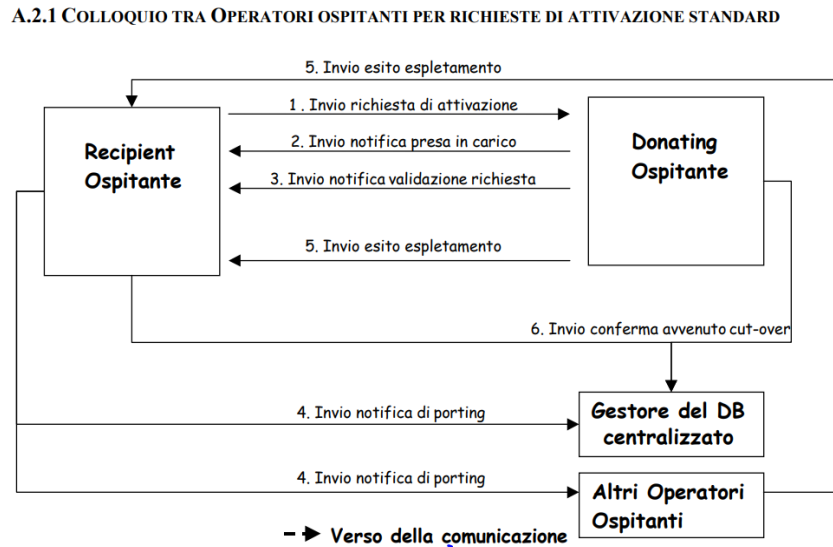 A.2.1 COLLOQUIO TRA OPERATORI OSPITANTI PER RICHIESTE DI ATTIVAZIONE STANDARD
5. Invio esito espletamento
1 . Invio richiesta di attivazione
Recipient
Ospitante
Donating
Ospitante
2. Invio notifica presa in carico
3. Invio notifica validazione richiesta
5. Invio esito espletamento
6. Invio conferma avvenuto cut-over
4. Invio notifica di porting
Gestore del DB
centralizzato
4. Invio notifica di porting
Altri Operatori
Ospitanti
Verso della comunicazione